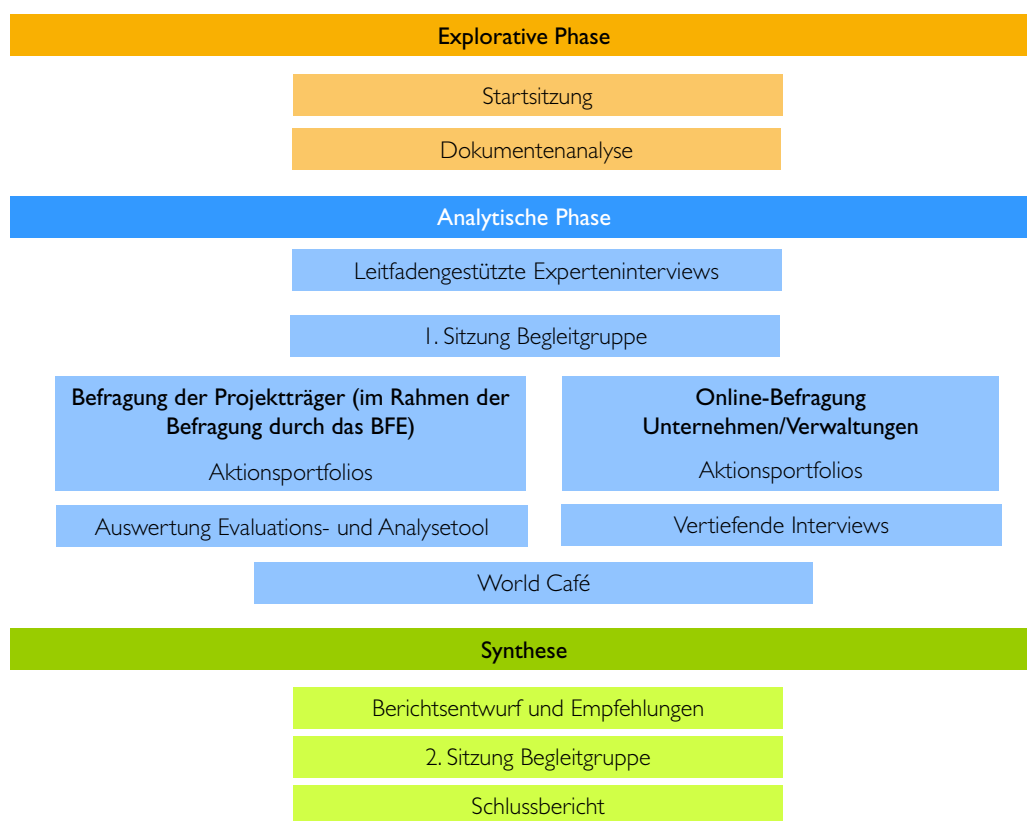 Explorative Phase
Startsitzung
Dokumentenanalyse
Analytische Phase
Leitfadengestützte Experteninterviews
1. Sitzung Begleitgruppe
Befragung der Projektträger (im Rahmen der
Befragung durch das BFE)
Aktionsportfolios
Online-Befragung
Unternehmen/Verwaltungen
Aktionsportfolios
Auswertung Evaluations- und Analysetool
Vertiefende Interviews
World Café
Synthese
Berichtsentwurf und Empfehlungen
2. Sitzung Begleitgruppe
Schlussbericht